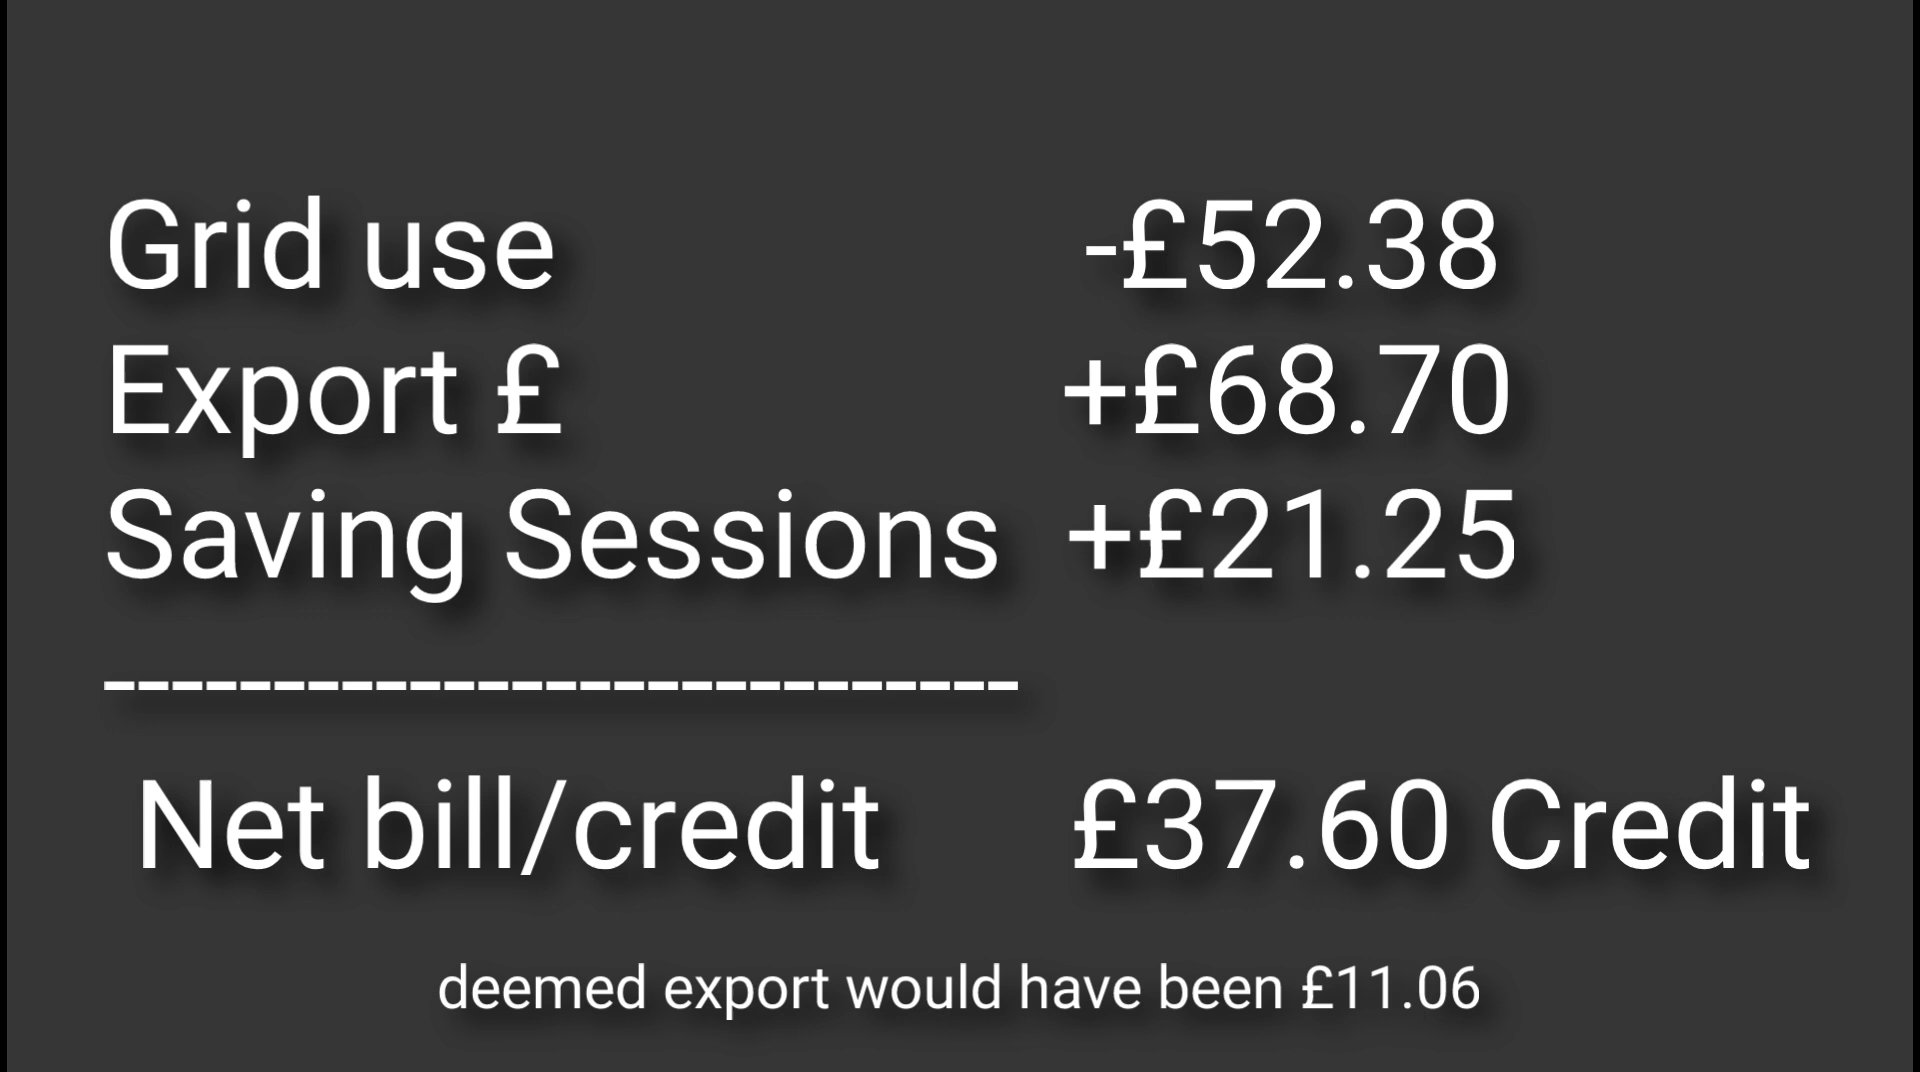 Grid use -£52.38
Export £ +£68.70
Saving Sessions +£21.25
---------------------------
Net bill/credit £37.60 Credit
deemed export would have been £11.06